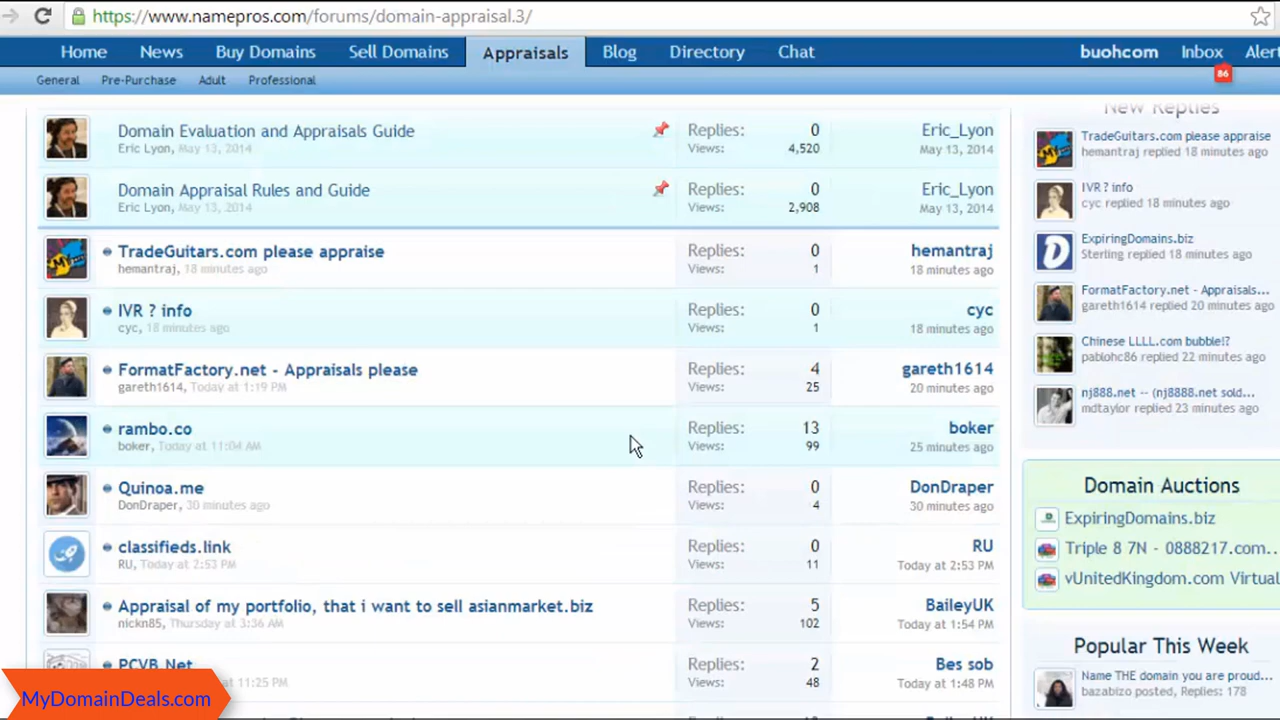 https://www.namepros.com/forums/domain-appraisal.3/
Home News Buy Domains Sell Domains Appraisals Blog Directory Chat buohcom Inbox Alert
86
General Pre-Purchase Adult Professional
Domain Evaluation and Appraisals Guide Replies: 0 Eric_Lyon
Eric Lyon, May 13, 2014 Views: 4,520 May 13, 2014
Domain Appraisal Rules and Guide Replies: 0 Eric_Lyon
Eric Lyon, May 13, 2014 Views: 2,908 May 13, 2014
TradeGuitars.com please appraise Replies: 0 hemantraj
hemantraj, 18 minutes ago Views: 1 18 minutes ago
IVR ? info Replies: 0 cyc
cyc, 18 minutes ago Views: 1 18 minutes ago
FormatFactory.net - Appraisals please Replies: 4 gareth1614
gareth1614, Today at 1:19 PM Views: 25 20 minutes ago
rambo.co Replies: 13 boker
boker, Today at 11:04 AM Views: 99 25 minutes ago
Quinoa.me Replies: 0 DonDraper
DonDraper, 30 minutes ago Views: 4 30 minutes ago
classifieds.link Replies: 0 RU
RU, Today at 2:53 PM Views: 11 Today at 2:53 PM
Appraisal of my portfolio, that i want to sell asianmarket.biz Replies: 5 BaileyUK
nickn85, Thursday at 3:36 AM Views: 102 Today at 1:54 PM
PCVB.Net Replies: 2 Bes sob
at 11:25 PM Views: 48 Today at 1:48 PM
New Replies
TradeGuitars.com please appraise
hemantraj replied 18 minutes ago
IVR ? info
cyc replied 18 minutes ago
ExpiringDomains.biz
Sterling replied 18 minutes ago
FormatFactory.net - Appraisals...
gareth1614 replied 20 minutes ago
Chinese LLLL.com bubble!?
pablohc86 replied 22 minutes ago
nj888.net -- (nj8888.net sold...
mdtaylor replied 23 minutes ago
Domain Auctions
ExpiringDomains.biz
Triple 8 7N - 0888217.com...
vUnitedKingdom.com Virtual
Popular This Week
Name THE domain you are proud...
bazabizo posted, Replies: 178
MyDomainDeals.com